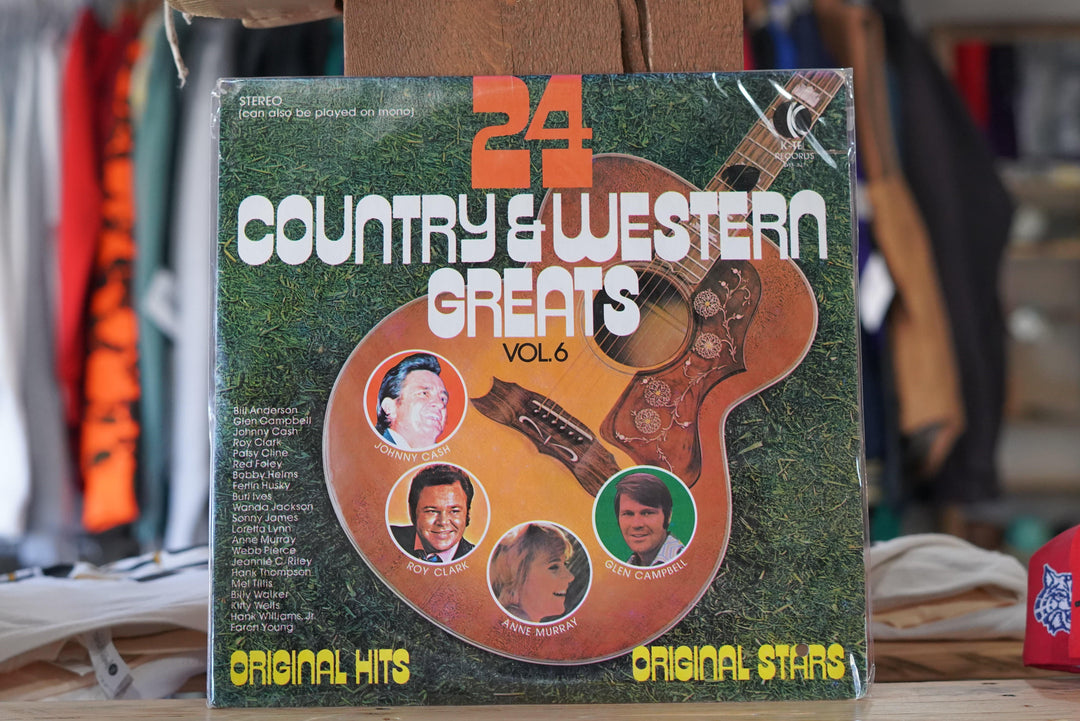 STEREO
(can also be played on mono)
24
COUNTRY & WESTERN
GREATS
VOL. 6
RECORDS
Bill Anderson
Glen Campbell
Johnny Cash
Roy Clark
Patsy Cline
Red Foley
Bobby Helms
Ferlin Husky
Burl Ives
Wanda Jackson
Sonny James
Loretta Lynn
Anne Murray
Webb Pierce
Jeannie C. Riley
Hank Thompson
Mel Tillis
Billy Walker
Kitty Wells
Hank Williams, Jr.
Faron Young
JOHNNY CASH
ROY CLARK
ANNE MURRAY
GLEN CAMPBELL
ORIGINAL HITS
ORIGINAL STARS